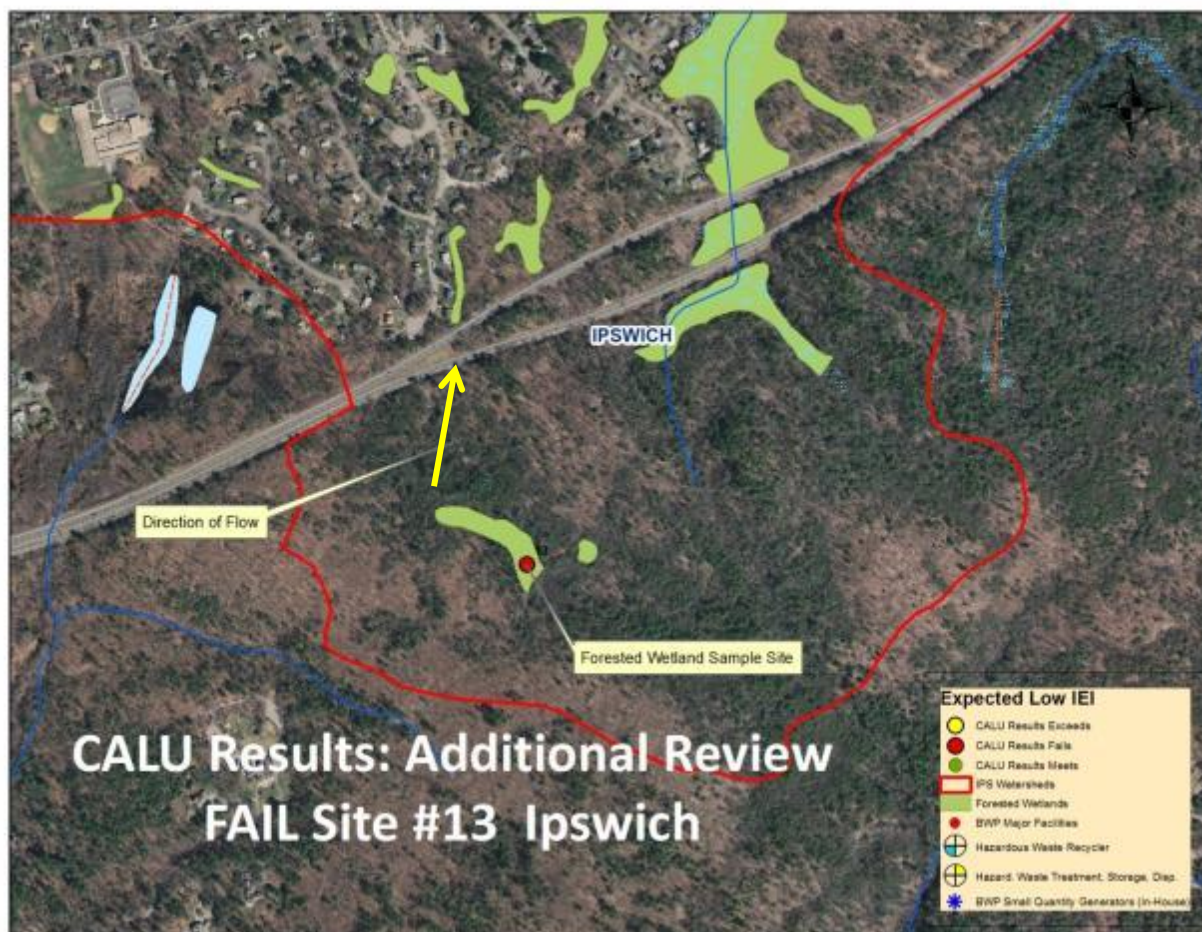 IPSWICH
Direction of Flow
Forested Wetland Sample Site
CALU Results: Additional Review
FAIL Site #13 Ipswich
Expected Low IEI
CALU Results Exceeds
CALU Results Fails
CALU Results Meets
IPS Watersheds
Forested Wetlands
BWP Major Facilities
Hazardous Waste Recycler
Hazard. Waste Treatment, Storage, Disp.
BWP Small Quantity Generators (In-House)